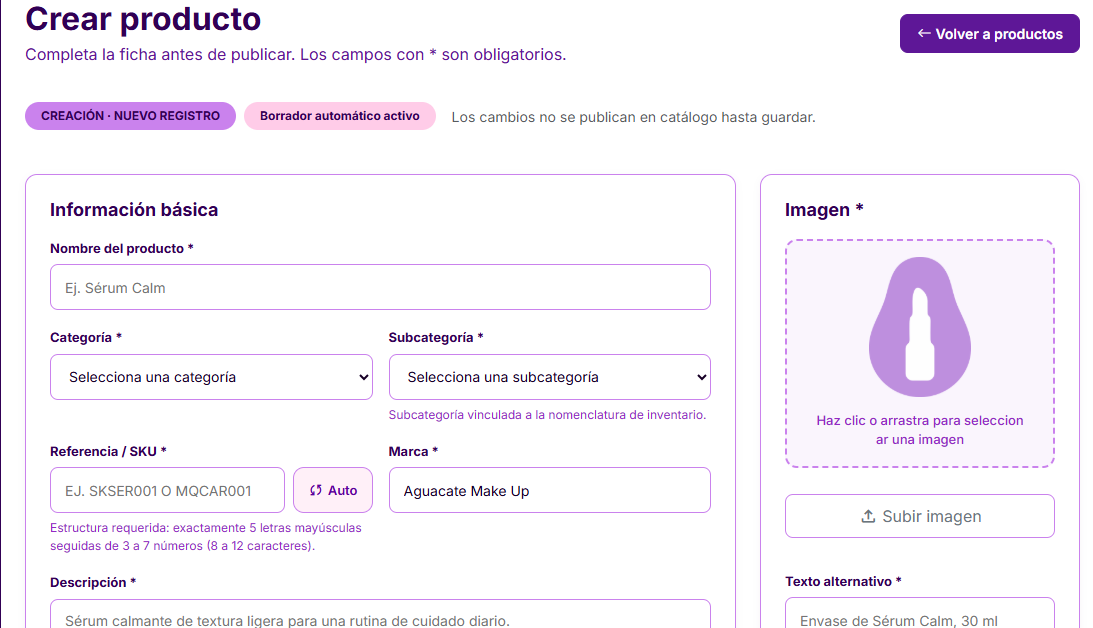 Crear producto
← Volver a productos
Completa la ficha antes de publicar. Los campos con * son obligatorios.
CREACIÓN · NUEVO REGISTRO
Borrador automático activo
Los cambios no se publican en catálogo hasta guardar.
Información básica
Nombre del producto *
Ej. Sérum Calm
Categoría *
Subcategoría *
Selecciona una categoría
Selecciona una subcategoría
Subcategoría vinculada a la nomenclatura de inventario.
Referencia / SKU *
Marca *
EJ. SKSER001 O MQCAR001
Auto
Aguacate Make Up
Estructura requerida: exactamente 5 letras mayúsculas
seguidas de 3 a 7 números (8 a 12 caracteres).
Descripción *
Sérum calmante de textura ligera para una rutina de cuidado diario.
Imagen *
Haz clic o arrastra para seleccion
ar una imagen
Subir imagen
Texto alternativo *
Envase de Sérum Calm, 30 ml